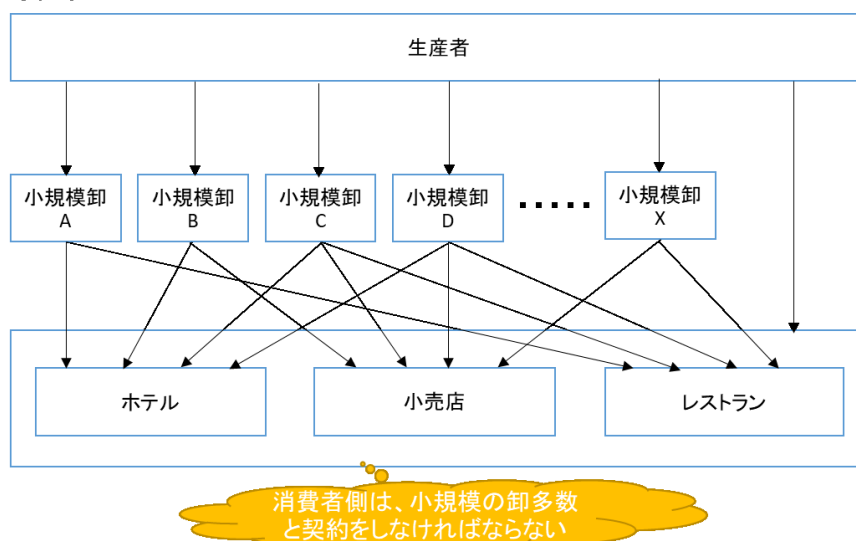 生産者
小規模卸
A
小規模卸
B
小規模卸
C
小規模卸
D
・・・・・
小規模卸
X
ホテル
小売店
レストラン
消費者側は、小規模の卸多数
と契約をしなければならない